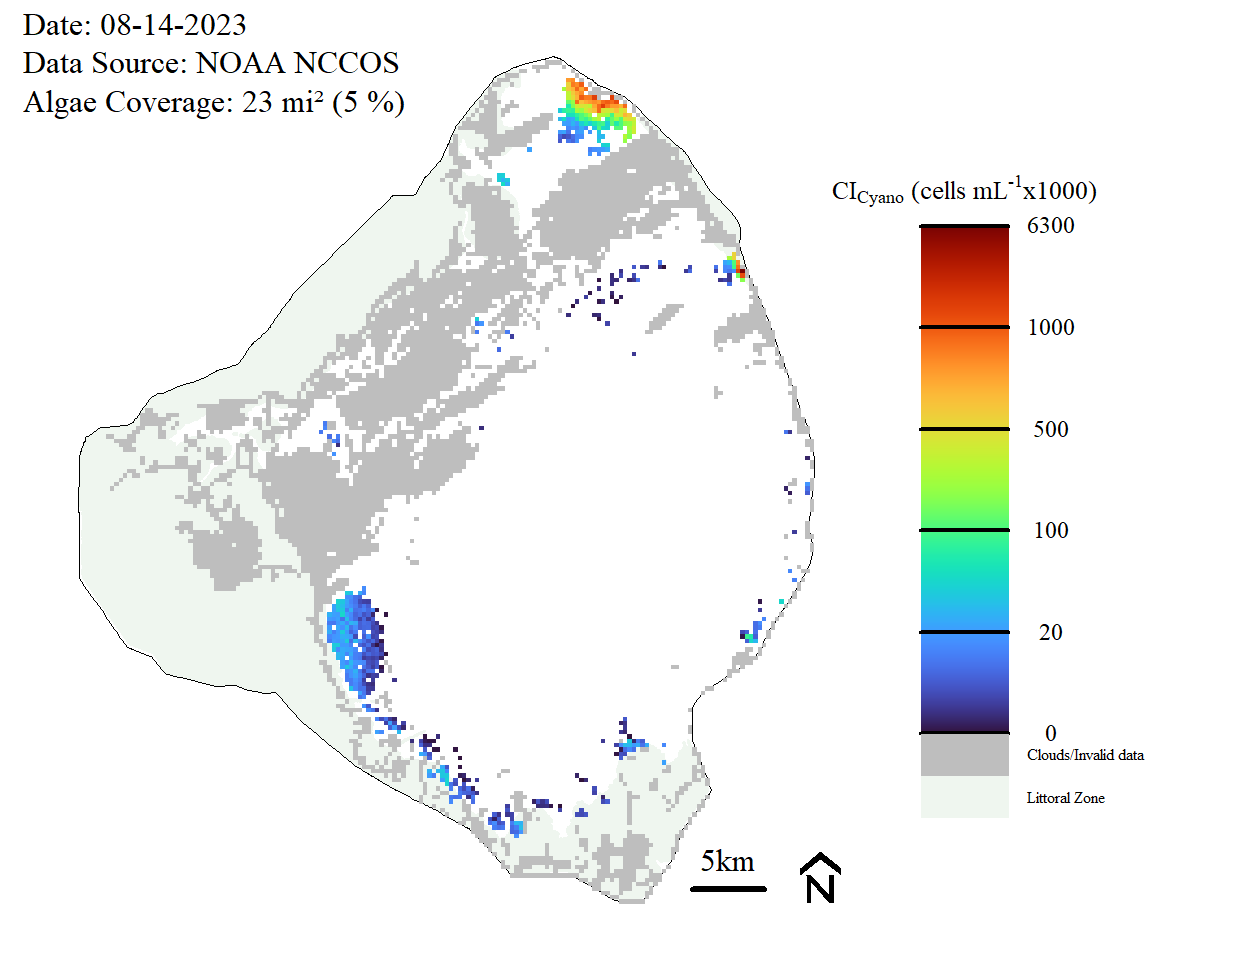 Date: 08-14-2023
Data Source: NOAA NCCOS
Algae Coverage: 23 mi² (5 %)
CICyano (cells mL-1x1000)
6300
1000
500
100
20
0
Clouds/Invalid data
Littoral Zone
5km
N